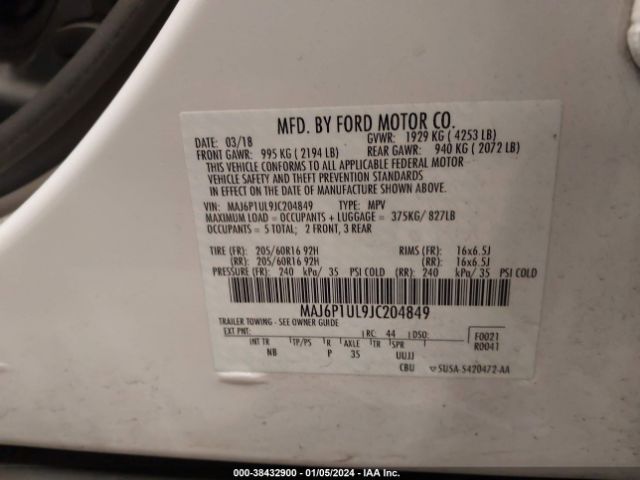 MFD. BY FORD MOTOR CO.
DATE: 03/18 GVWR: 1929 KG ( 4253 LB)
FRONT GAWR: 995 KG ( 2194 LB) REAR GAWR: 940 KG ( 2072 LB)
THIS VEHICLE CONFORMS TO ALL APPLICABLE FEDERAL MOTOR
VEHICLE SAFETY AND THEFT PREVENTION STANDARDS
IN EFFECT ON THE DATE OF MANUFACTURE SHOWN ABOVE.
VIN: MAJ6P1UL9JC204849 TYPE: MPV
MAXIMUM LOAD = OCCUPANTS + LUGGAGE = 375KG/ 827LB
OCCUPANTS = 5 TOTAL; 2 FRONT, 3 REAR
TIRE (FR): 205/60R16 92H RIMS (FR): 16x6.5J
(RR): 205/60R16 92H (RR): 16x6.5J
PRESSURE (FR): 240 kPa/ 35 PSI COLD (RR): 240 kPa/ 35 PSI COLD
MAJ6P1UL9JC204849
TRAILER TOWING - SEE OWNER GUIDE
EXT PNT: RC: 44 DSO: F0021
INT TR TP/PS R AXLE TR SPR R0041
NB P 35 UUJJ
CBU SU5A-5420472-AA
000-38432900 - 01/05/2024 - IAA Inc.